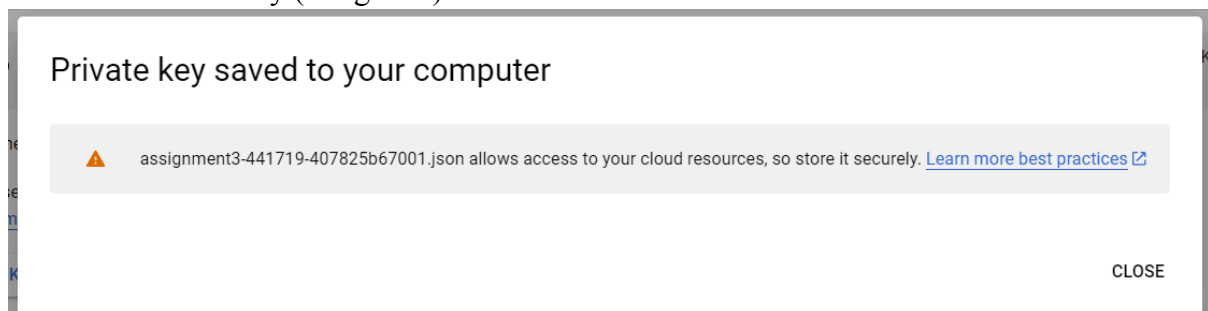 Private key saved to your computer
assignment3-441719-407825b67001.json allows access to your cloud resources, so store it securely. Learn more best practices
CLOSE